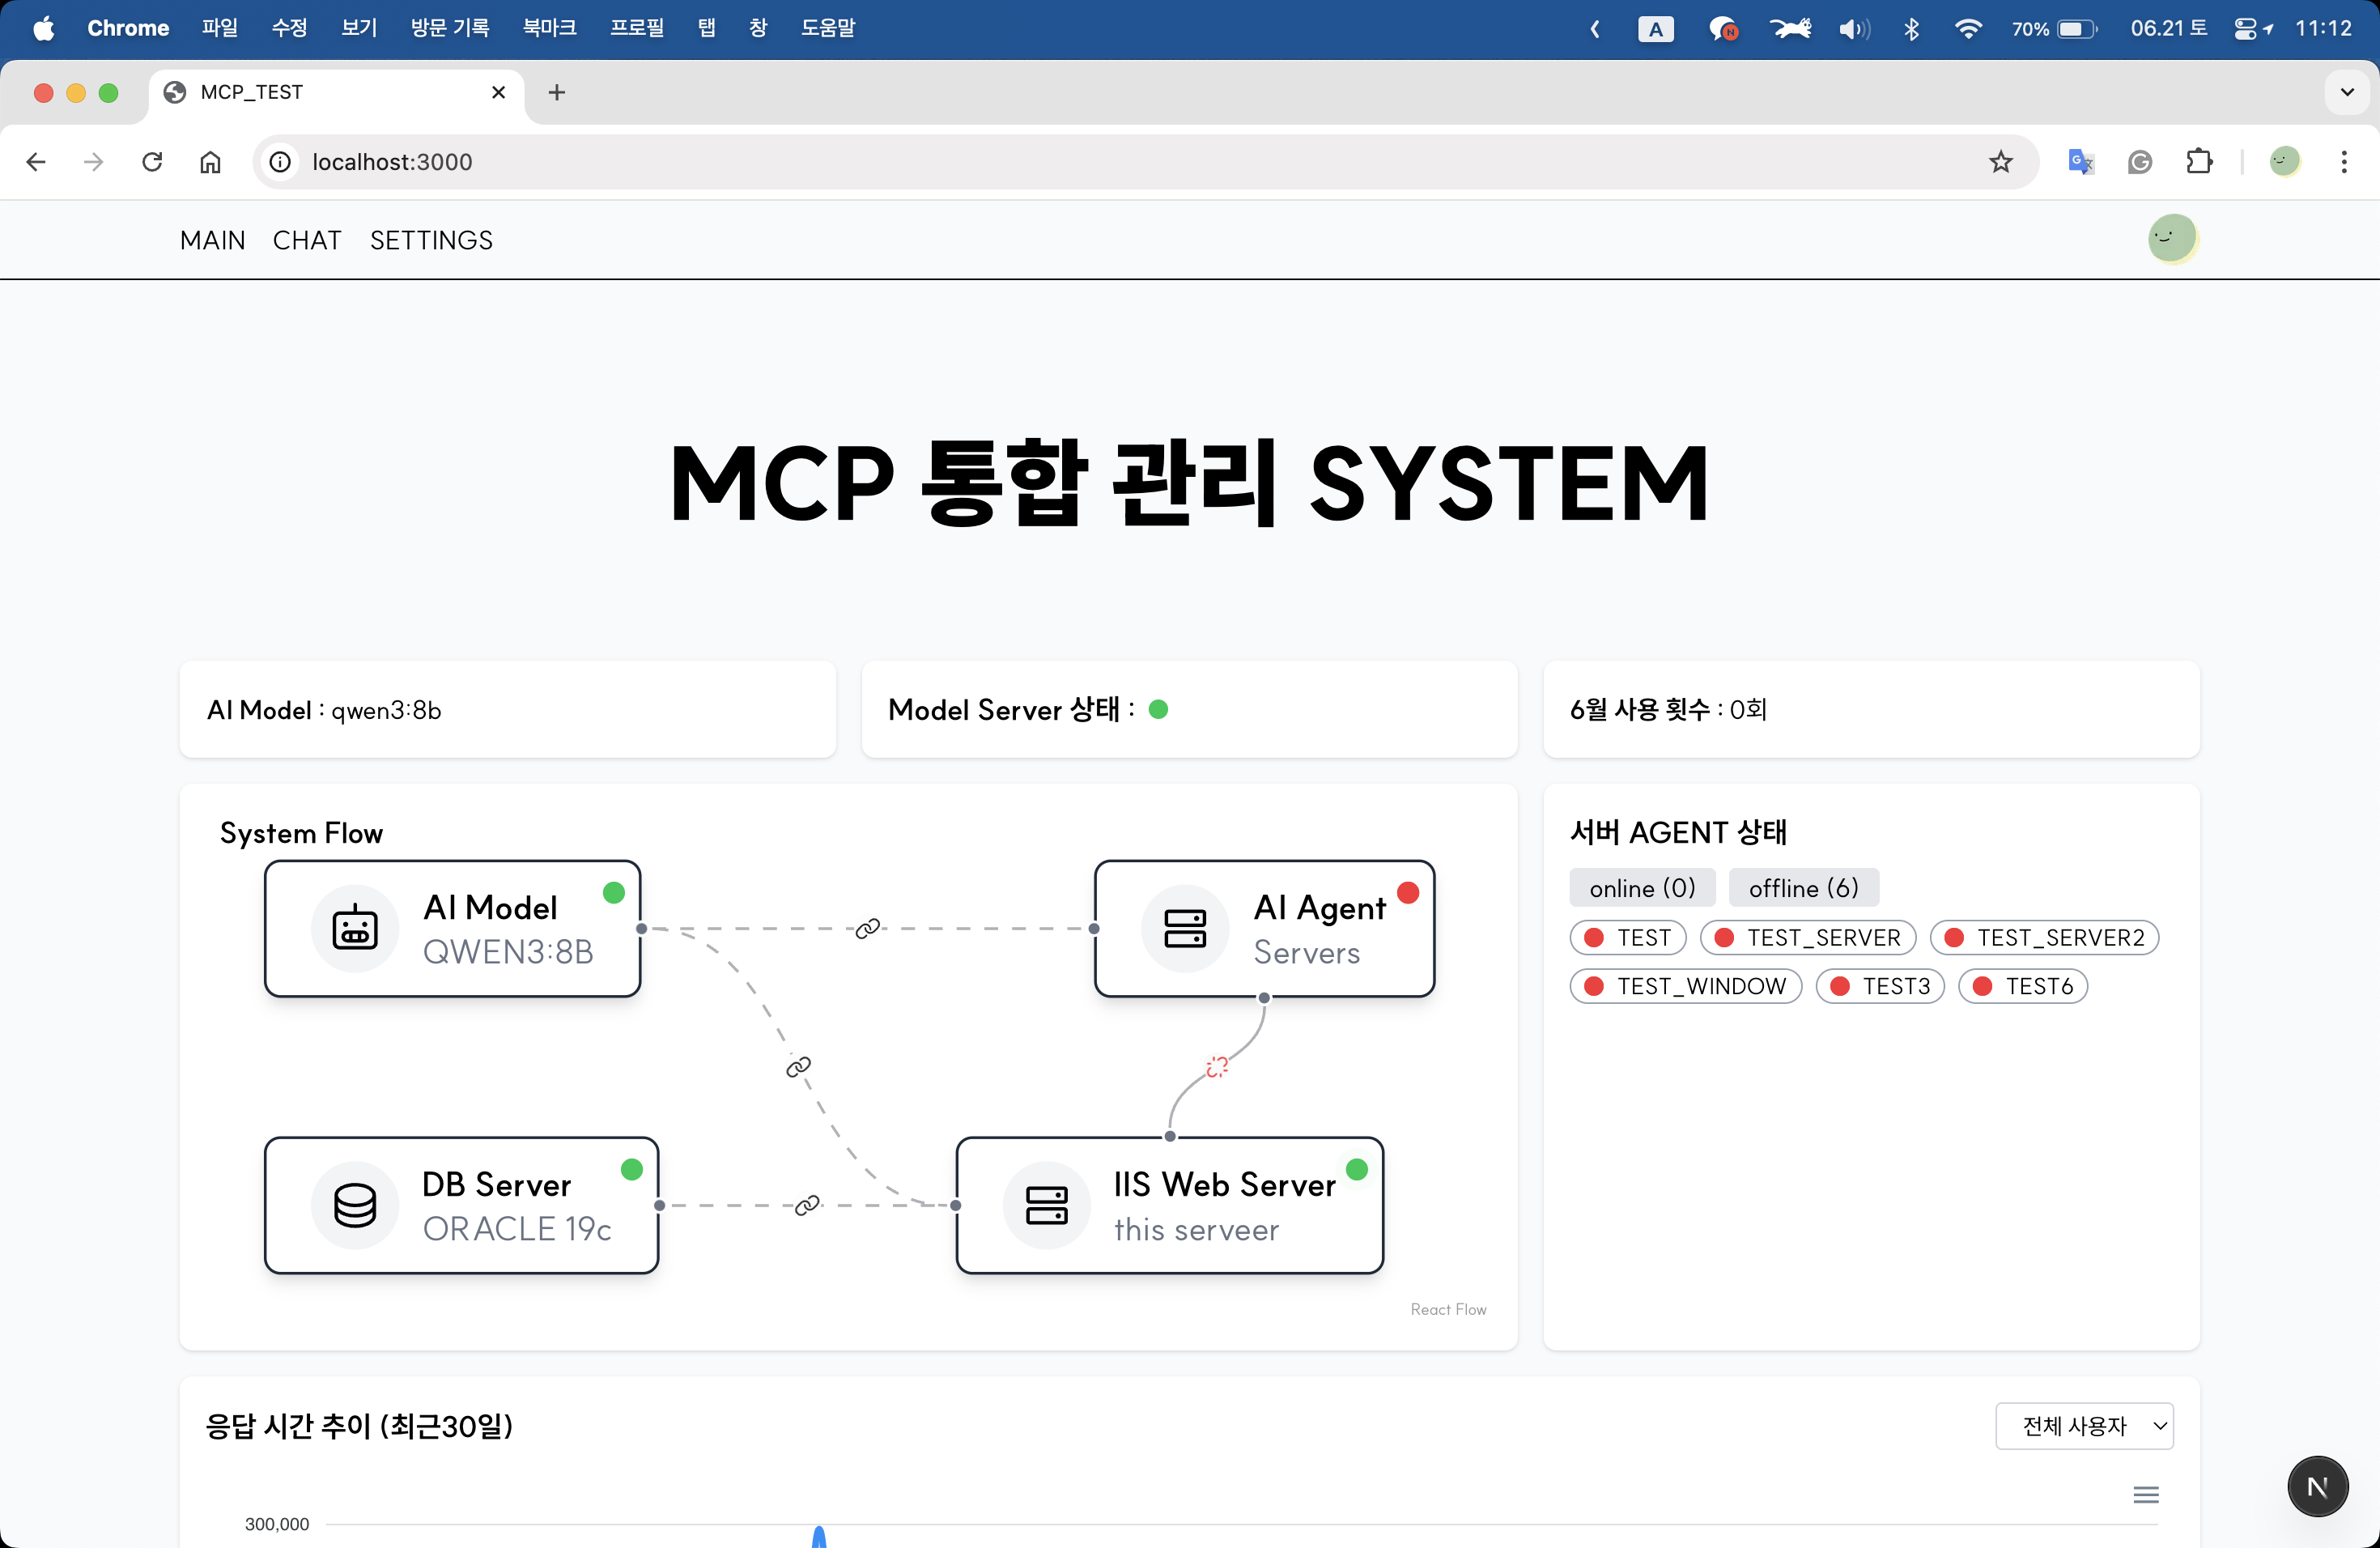 Chrome 파일 수정 보기 방문 기록 북마크 프로필 탭 창 도움말 A N 70% 06.21 토 11:12
MCP_TEST
localhost:3000
MAIN CHAT SETTINGS
MCP 통합 관리 SYSTEM
AI Model : qwen3:8b
Model Server 상태 :
6월 사용 횟수 : 0회
System Flow
AI Model
QWEN3:8B
AI Agent
Servers
DB Server
ORACLE 19c
IIS Web Server
this serveer
React Flow
서버 AGENT 상태
online (0) offline (6)
TEST TEST_SERVER TEST_SERVER2
TEST_WINDOW TEST3 TEST6
응답 시간 추이 (최근30일)
전체 사용자
N
300,000